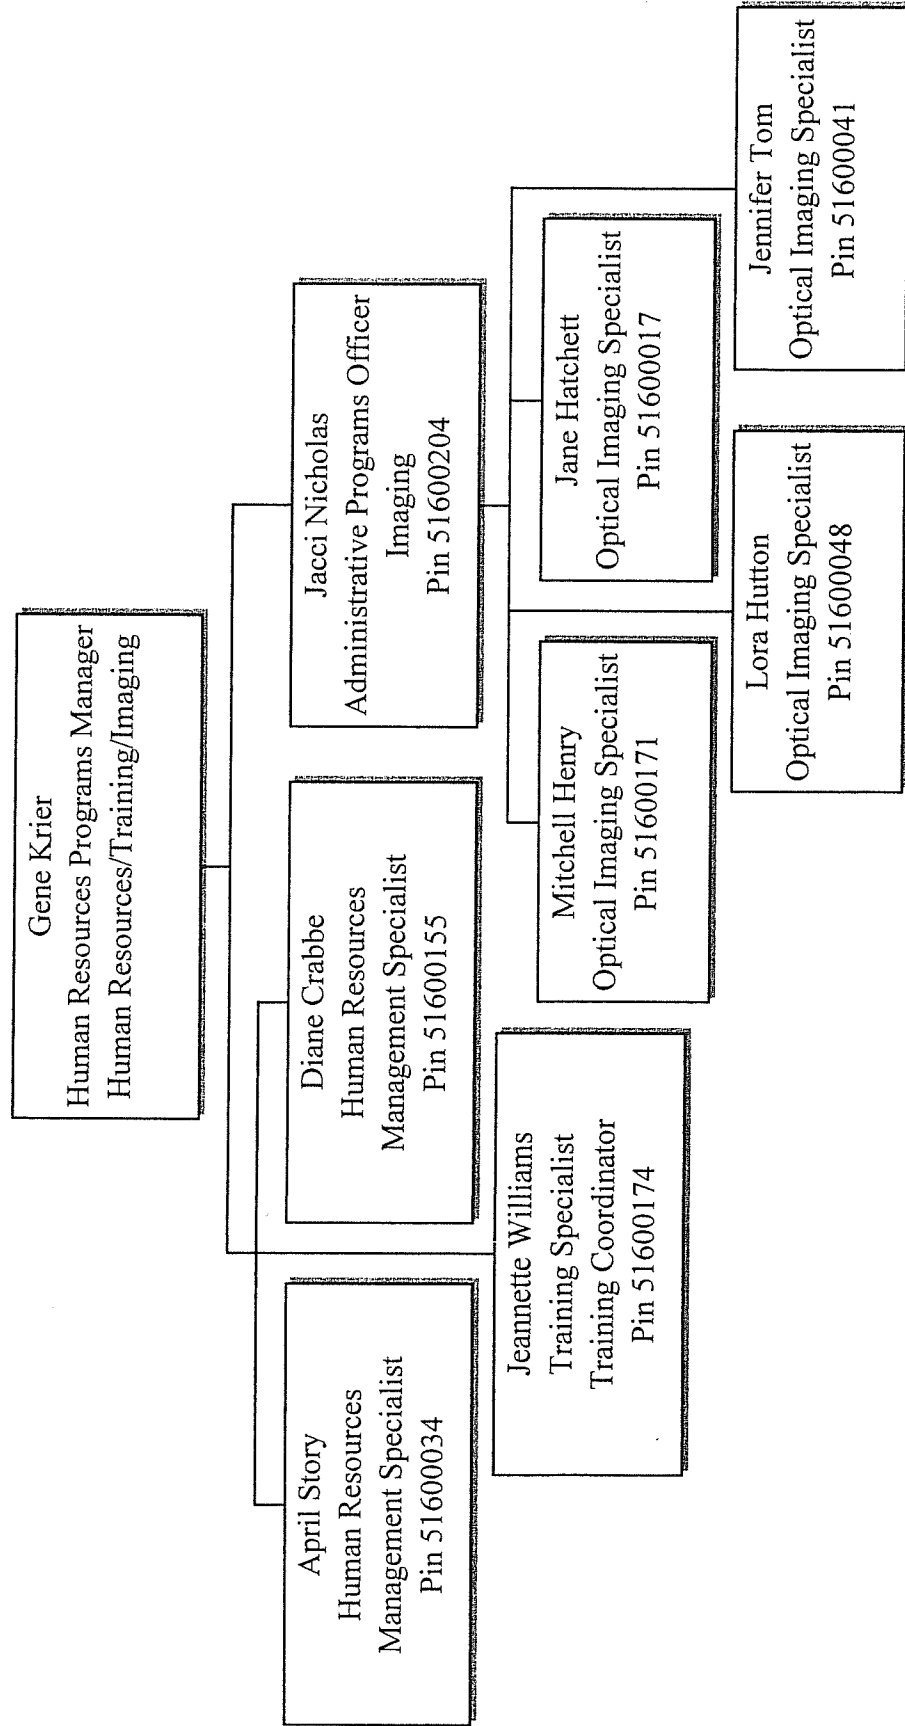 Gene Krier
Human Resources Programs Manager
Human Resources/Training/Imaging
April Story
Human Resources
Management Specialist
Pin 51600034
Diane Crabbe
Human Resources
Management Specialist
Pin 51600155
Jacci Nicholas
Administrative Programs Officer
Imaging
Pin 51600204
Jeannette Williams
Training Specialist
Training Coordinator
Pin 51600174
Mitchell Henry
Optical Imaging Specialist
Pin 51600171
Jane Hatchett
Optical Imaging Specialist
Pin 51600017
Lora Hutton
Optical Imaging Specialist
Pin 51600048
Jennifer Tom
Optical Imaging Specialist
Pin 51600041